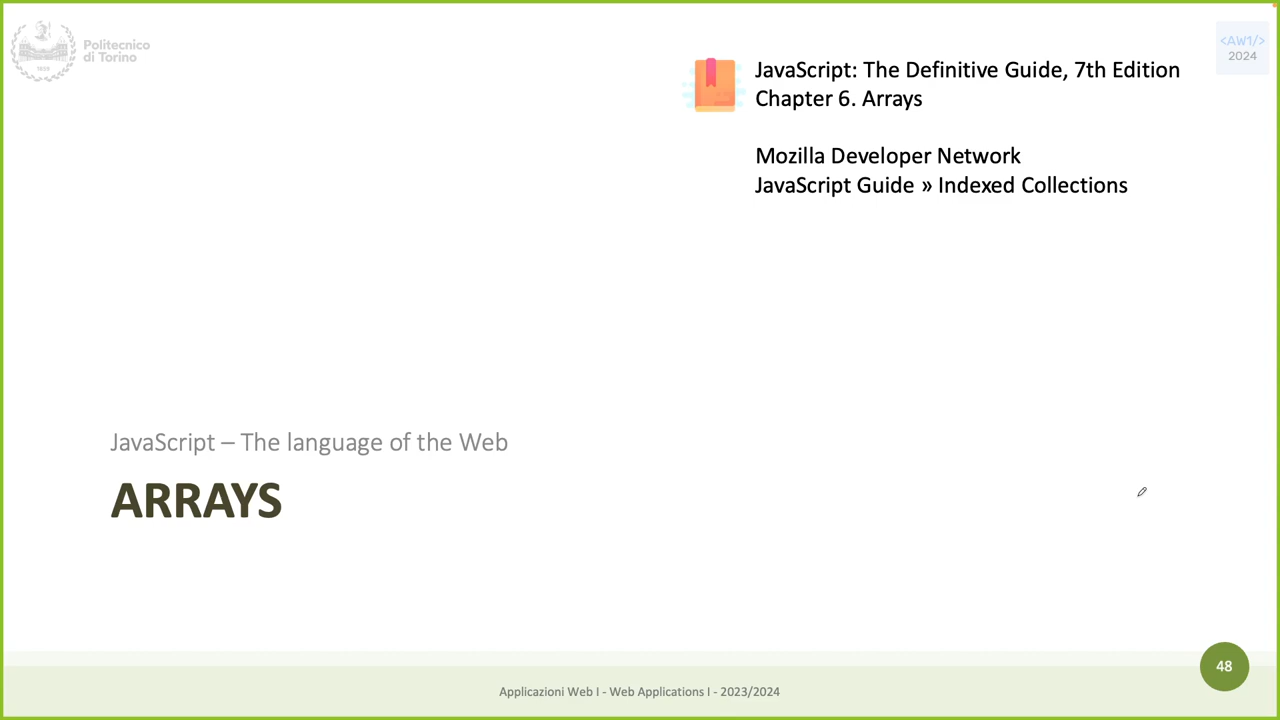 Politecnico
di Torino
1859
<AW1/>
2024
JavaScript: The Definitive Guide, 7th Edition
Chapter 6. Arrays
Mozilla Developer Network
JavaScript Guide » Indexed Collections
JavaScript – The language of the Web
ARRAYS
48
Applicazioni Web I - Web Applications I - 2023/2024